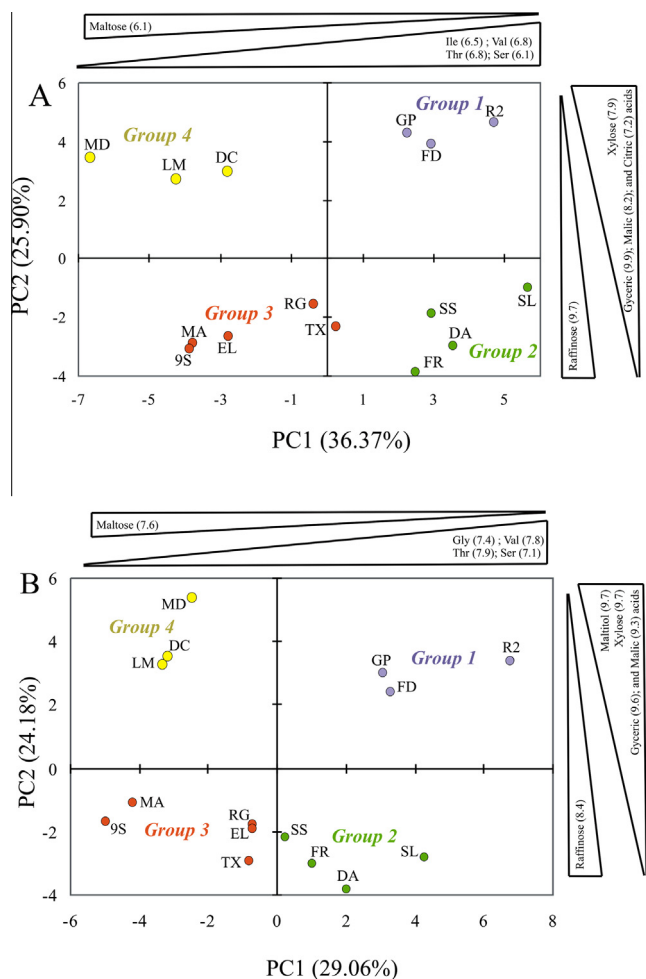 Maltose (6.1)
Ile (6.5) ; Val (6.8)
Thr (6.8); Ser (6.1)
A
6
4
2
0
-2
-4
-7
-5
-3
-1
1
3
5
PC2 (25.90%)
PC1 (36.37%)
Group 1
GP
FD
R2
Group 4
MD
LM
DC
Group 3
RG
TX
MA
9S
EL
Group 2
SS
SL
DA
FR
Xylose (7.9)
Glyceric (9.9); Malic (8.2); and Citric (7.2) acids
Raffinose (9.7)
Maltose (7.6)
Gly (7.4) ; Val (7.8)
Thr (7.9); Ser (7.1)
B
6
4
2
0
-2
-4
-6
-4
-2
0
2
4
6
8
PC2 (24.18%)
PC1 (29.06%)
MD
Group 4
DC
LM
Group 1
GP
FD
R2
MA
9S
Group 3
RG
EL
TX
SS
Group 2
FR
SL
DA
Maltitol (9.7)
Xylose (9.7)
Gyceric (9.6); and Malic (9.3) acids
Raffinose (8.4)